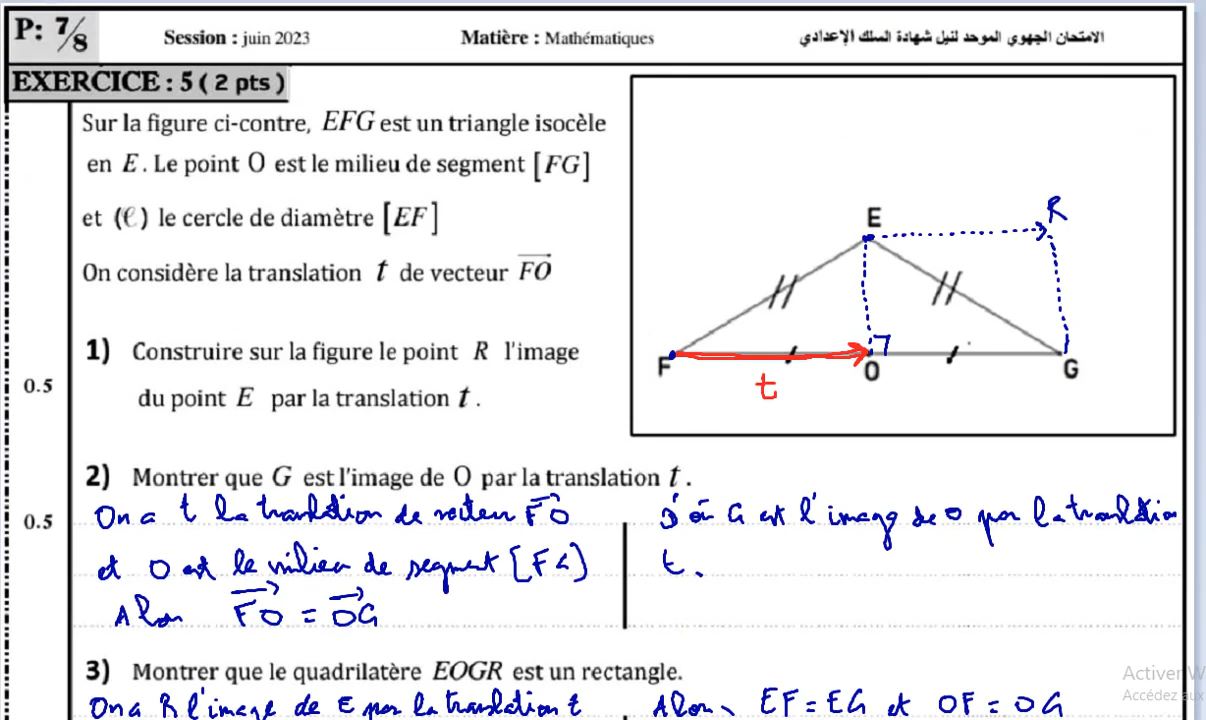 P: 7/8
Session : juin 2023
Matière : Mathématiques
الامتحان الجهوي الموحد لنيل شهادة السلك الإعدادي
EXERCICE : 5 ( 2 pts )
Sur la figure ci-contre, EFG est un triangle isocèle
en E. Le point O est le milieu de segment [FG]
et (C) le cercle de diamètre [EF]
On considère la translation t de vecteur FO
1) Construire sur la figure le point R l'image
0.5
du point E par la translation t .
E
R
F
O
G
t
2) Montrer que G est l'image de O par la translation t .
0.5
On a t la translation de vecteur FO
et O est le milieu de segment [FG]
Alors FO = OG
D'où G est l'image de O par la translation
t.
3) Montrer que le quadrilatère EOGR est un rectangle.
On a R l'image de E par la translation t
Alors EF = EG et OF = OG
Activer W
Accédez aux